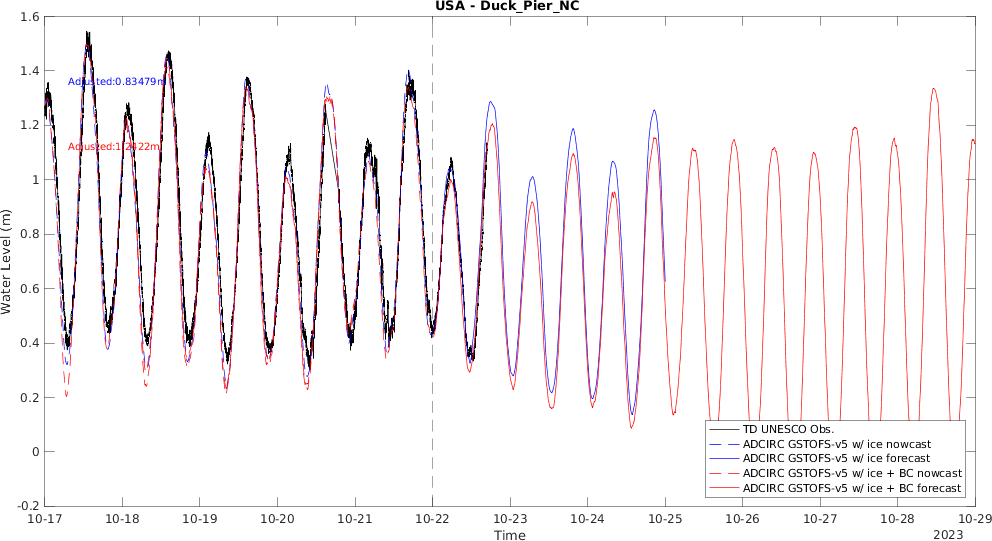 USA - Duck_Pier_NC
1.6
1.4
1.2
1
0.8
0.6
0.4
0.2
0
-0.2
Water Level (m)
Adjusted:0.83479m
TD UNESCO Obs.
ADCIRC GSTOFS-v5 w/ ice nowcast
ADCIRC GSTOFS-v5 w/ ice forecast
ADCIRC GSTOFS-v5 w/ ice + BC nowcast
ADCIRC GSTOFS-v5 w/ ice + BC forecast
10-17 10-18 10-19 10-20 10-21 10-22 10-23 10-24 10-25 10-26 10-27 10-28 10-29
Time
2023